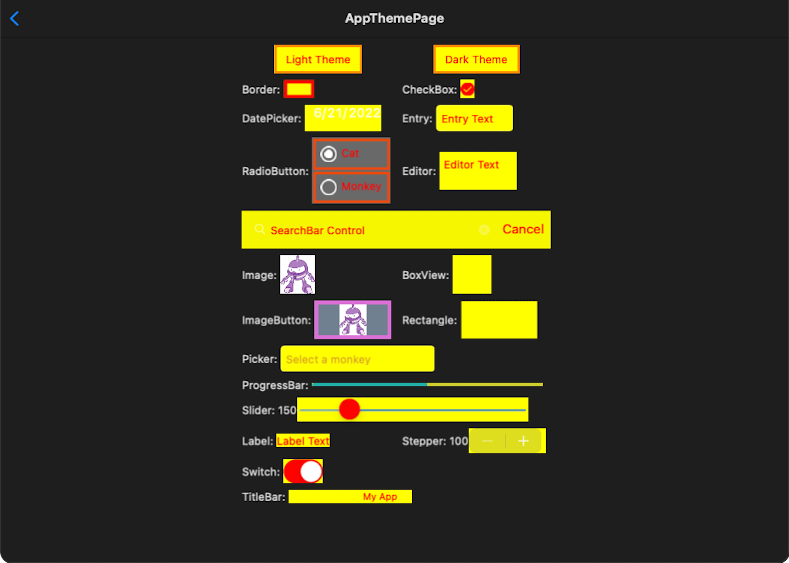 AppThemePage
Light Theme Dark Theme
Border: CheckBox:
DatePicker: 6/21/2022 Entry: Entry Text
RadioButton: Cat Editor: Editor Text
Monkey
SearchBar Control Cancel
Image: BoxView:
ImageButton: Rectangle:
Picker: Select a monkey
ProgressBar:
Slider: 150
Label: Label Text Stepper: 100 − +
Switch:
TitleBar: My App